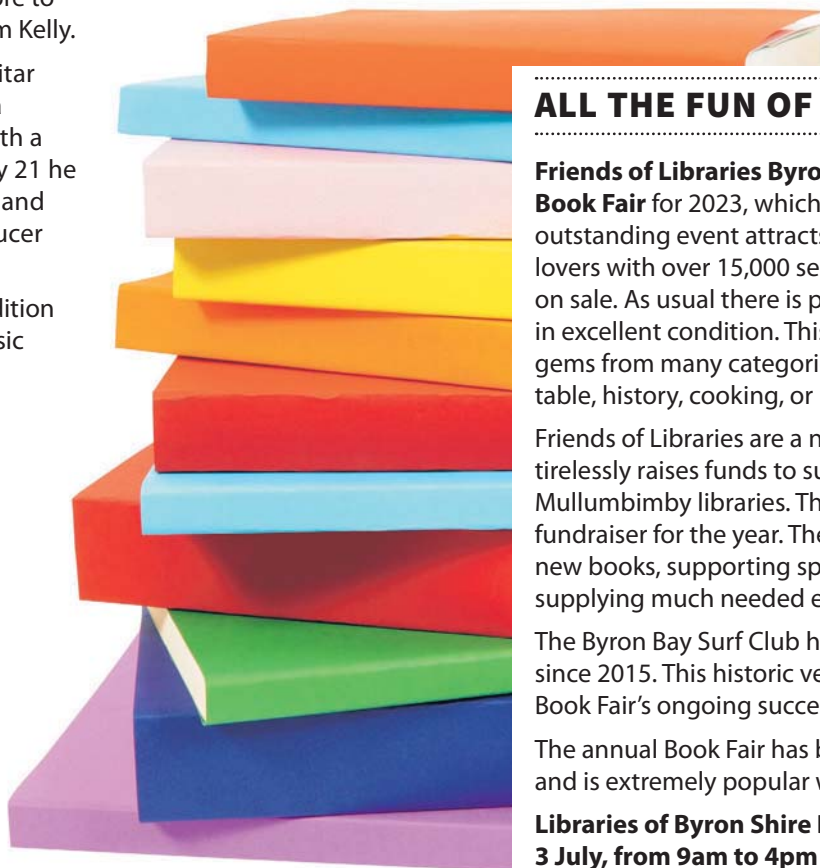 m Kelly.
itar
th a
y 21 he
and
ucer
dition
sic
ALL THE FUN OF
Friends of Libraries Byro
Book Fair for 2023, which
outstanding event attracts
lovers with over 15,000 se
on sale. As usual there is p
in excellent condition. This
gems from many categori
table, history, cooking, or
Friends of Libraries are a n
tirelessly raises funds to su
Mullumbimby libraries. Th
fundraiser for the year. The
new books, supporting sp
supplying much needed e
The Byron Bay Surf Club h
since 2015. This historic ve
Book Fair's ongoing succe
The annual Book Fair has b
and is extremely popular w
Libraries of Byron Shire
3 July, from 9am to 4pm